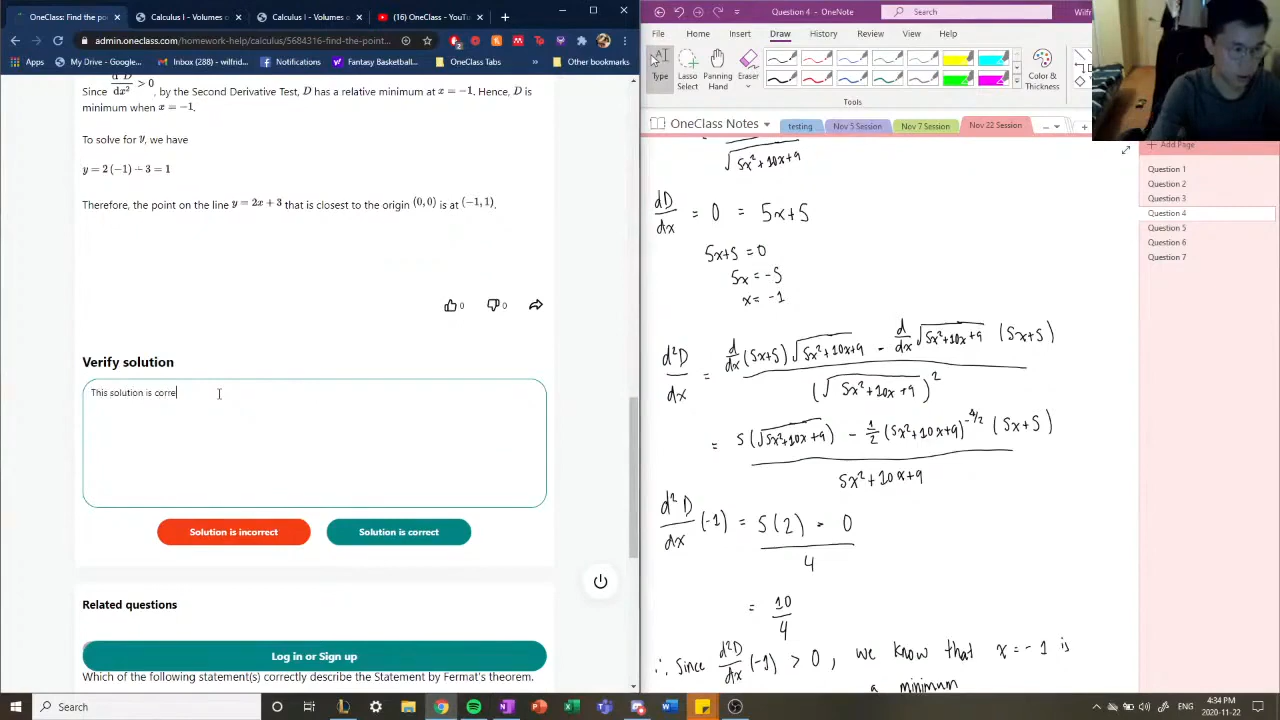 OneClass Find the p
Calculus I - Volumes o
Calculus I - Volumes o
(16) OneClass - YouTu
oneclass.com/homework-help/calculus/5684316-find-the-point...
Apps
My Drive - Google...
Inbox (288) - wilfrid...
Notifications
Fantasy Basketball...
OneClass Tabs
Other bookmarks
Since d²D/dx² > 0, by the Second Derivative Test, D has a relative minimum at x = −1. Hence, D is
minimum when x = −1.
To solve for y, we have
y = 2 (−1) + 3 = 1
Therefore, the point on the line y = 2x + 3 that is closest to the origin (0, 0) is at (−1, 1).
0
0
Verify solution
This solution is corre
Solution is incorrect
Solution is correct
Related questions
Log in or Sign up
Which of the following statement(s) correctly describe the Statement by Fermat's theorem.
Question 4 - OneNote
Search
File Home Insert Draw History Review View
Type
Lasso Select
Panning Hand
Eraser
Color & Thickness
Tools
OneClass Notes
testing
Nov 5 Session
Nov 7 Session
Nov 22 Session
Add Page
Question 1
Question 2
Question 3
Question 4
Question 5
Question 6
Question 7
√5x²+10x+9
dD/dx = 0 = 5x+5
5x+5 = 0
5x = -5
x = -1
d²D/dx = d/dx (5x+5) √5x²+10x+9 - d/dx √5x²+10x+9 (5x+5)
(√5x²+10x+9)²
= 5(√5x²+10x+9) - 1/2 (5x²+10x+9)^-1/2 (5x+5)
5x²+10x+9
d²D/dx (-1) = 5(2) - 0
4
= 10/4
∴ Since d²D/dx (-1) > 0, we know that x = -1 is
a minimum
Search
4:34 PM
2020-11-22